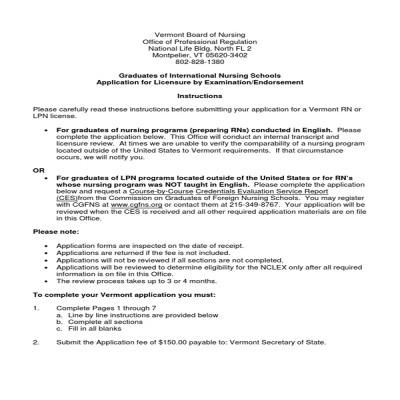 Vermont Board of Nursing
Office of Professional Regulation
National Life Bldg, North FL 2
Montpelier, VT 05620-3402
802-828-1380
Graduates of International Nursing Schools
Application for Licensure by Examination/Endorsement
Instructions
Please carefully read these instructions before submitting your application for a Vermont RN or
LPN license.
• For graduates of nursing programs (preparing RNs) conducted in English. Please
complete the application below. This Office will conduct an internal transcript and
licensure review. At times we are unable to verify the comparability of a nursing program
located outside of the United States to Vermont requirements. If that circumstance
occurs, we will notify you.
OR
• For graduates of LPN programs located outside of the United States or for RN's
whose nursing program was NOT taught in English. Please complete the application
below and request a Course-by-Course Credentials Evaluation Service Report
(CES)from the Commission on Graduates of Foreign Nursing Schools. You may register
with CGFNS at www.cgfns.org or contact them at 215-349-8767. Your application will be
reviewed when the CES is received and all other required application materials are on file
in this Office.
Please note:
• Application forms are inspected on the date of receipt.
• Applications are returned if the fee is not included.
• Applications will not be reviewed if all sections are not completed.
• Applications will be reviewed to determine eligibility for the NCLEX only after all required
information is on file in this Office.
• The review process takes up to 3 or 4 months.
To complete your Vermont application you must:
1. Complete Pages 1 through 7
a. Line by line instructions are provided below
b. Complete all sections
c. Fill in all blanks
2. Submit the Application fee of $150.00 payable to: Vermont Secretary of State.